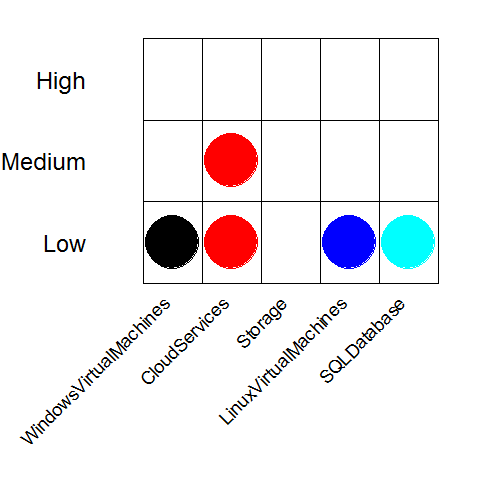 High
Medium
Low
WindowsVirtualMachines
CloudServices
Storage
LinuxVirtualMachines
SQLDatabase